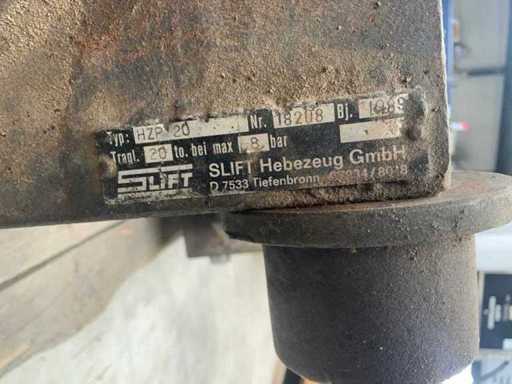 Typ: HZP 20 Nr. 18208 Bj. 1989
Tragl. 20 to. bei max 8 bar
SLIFT SLIFT Hebezeug GmbH
D 7533 Tiefenbronn